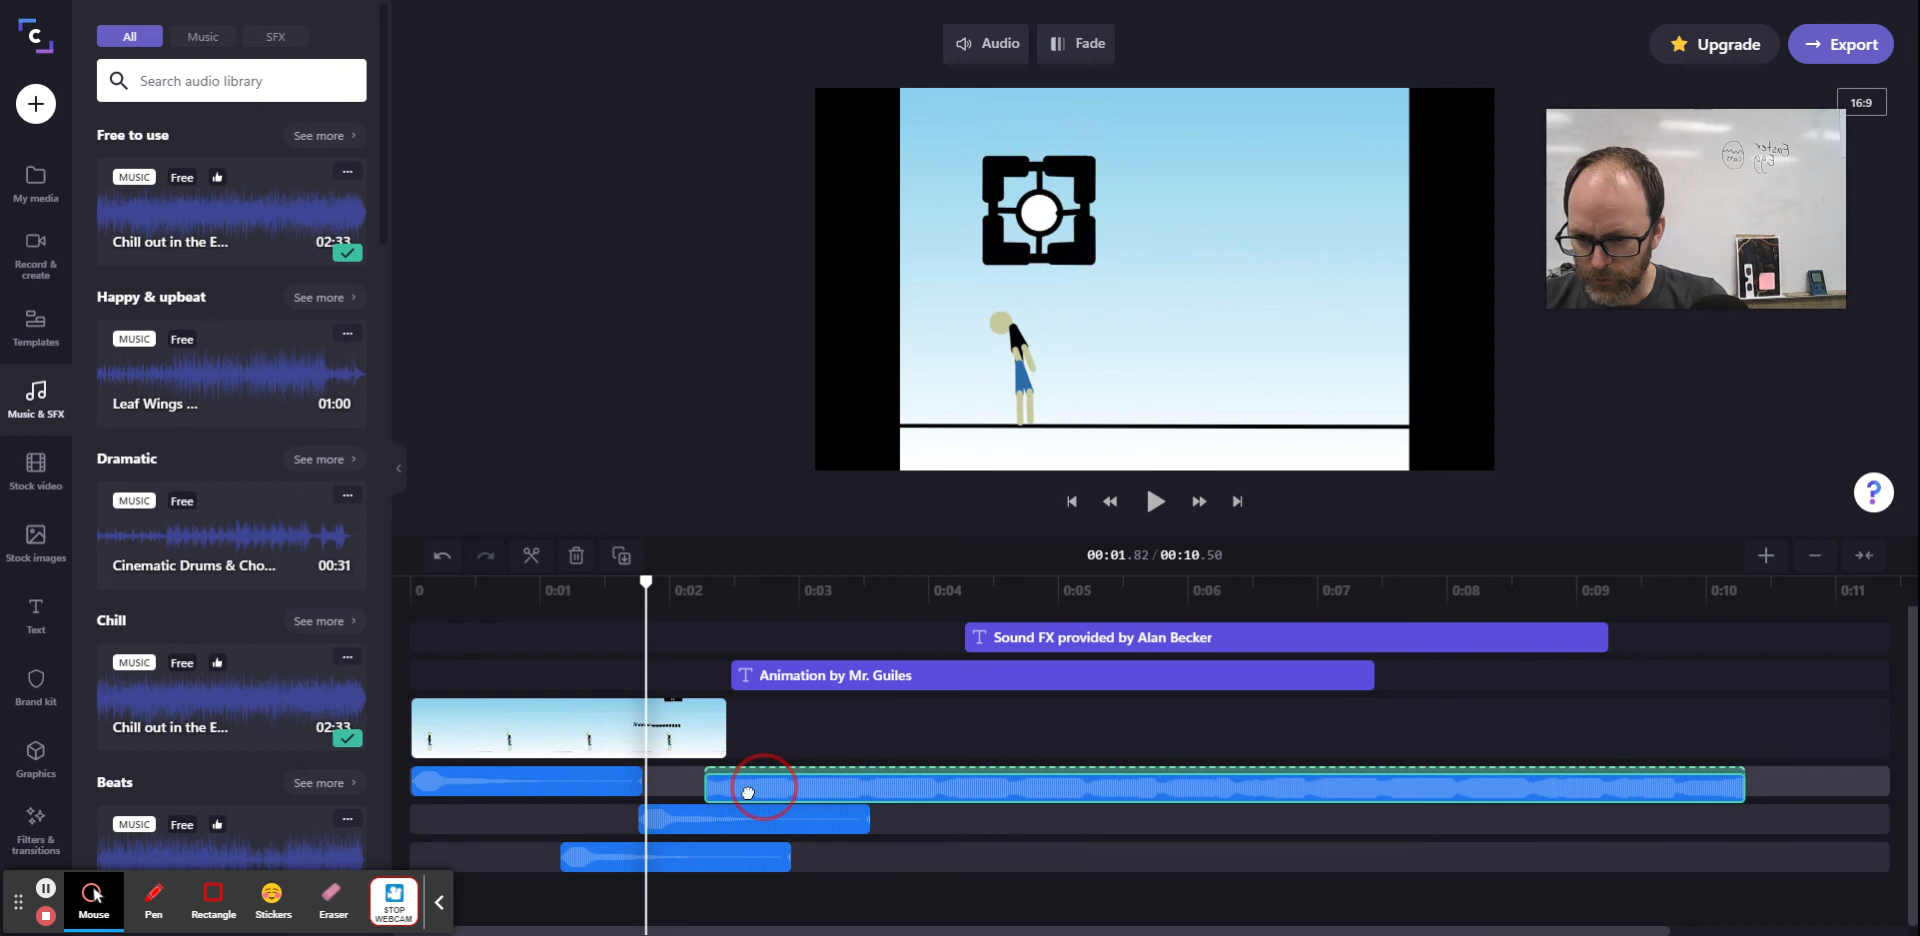 C
All
Music
SFX
Search audio library
Free to use
See more
MUSIC
Free
Chill out in the E...
02:33
Happy & upbeat
See more
MUSIC
Free
Leaf Wings ...
01:00
Dramatic
See more
MUSIC
Free
Cinematic Drums & Cho...
00:31
Chill
See more
MUSIC
Free
Chill out in the E...
02:33
Beats
See more
MUSIC
Free
My media
Record &
create
Templates
Music & SFX
Stock video
Stock images
Text
Brand kit
Graphics
Filters &
transitions
Audio
Fade
Upgrade
Export
16:9
Easter
Egg
?
00:01.82/00:10.50
0
0:01
0:02
0:03
0:04
0:05
0:06
0:07
0:08
0:09
0:10
0:11
T Sound FX provided by Alan Becker
T Animation by Mr. Guiles
Mouse
Pen
Rectangle
Stickers
Eraser
STOP
WEBCAM